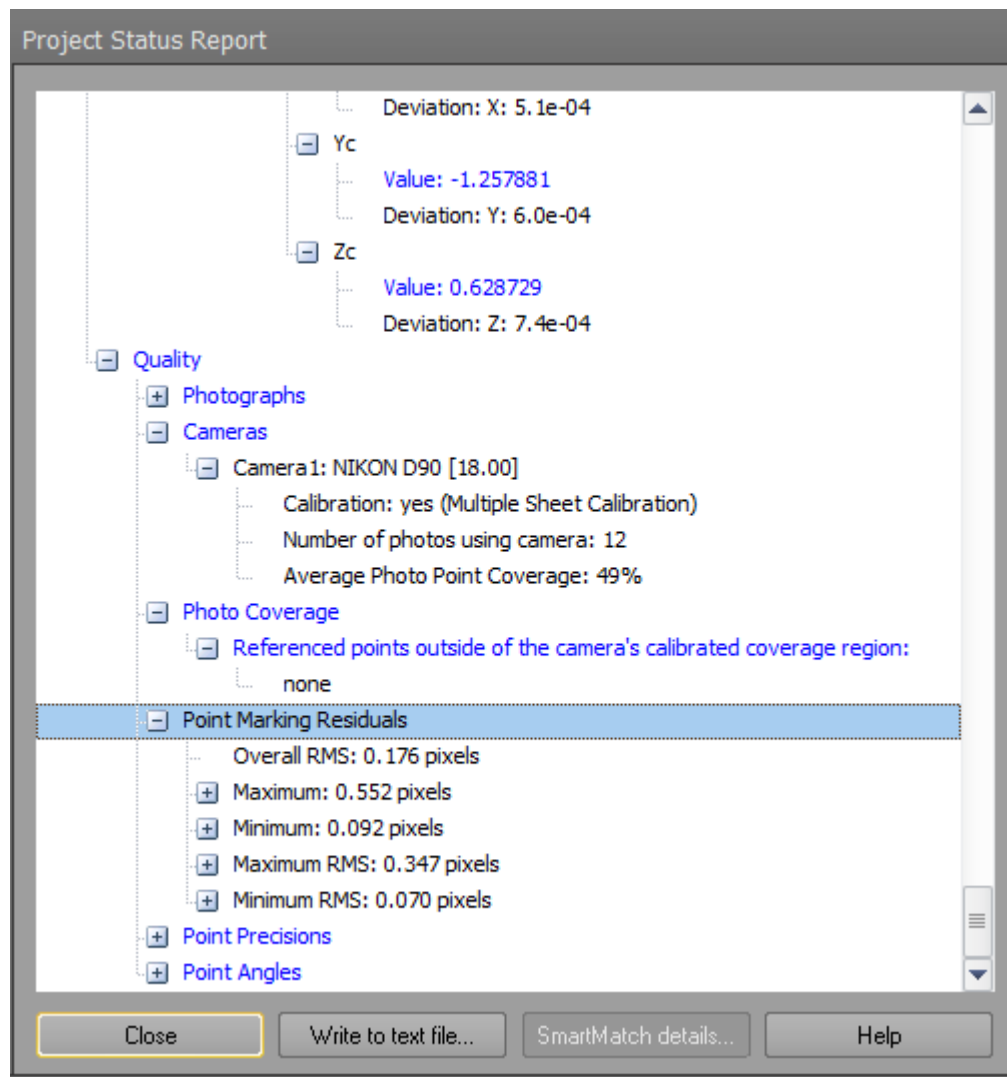 Project Status Report
Deviation: X: 5.1e-04
Yc
Value: -1.257881
Deviation: Y: 6.0e-04
Zc
Value: 0.628729
Deviation: Z: 7.4e-04
Quality
Photographs
Cameras
Camera1: NIKON D90 [18.00]
Calibration: yes (Multiple Sheet Calibration)
Number of photos using camera: 12
Average Photo Point Coverage: 49%
Photo Coverage
Referenced points outside of the camera's calibrated coverage region:
none
Point Marking Residuals
Overall RMS: 0.176 pixels
Maximum: 0.552 pixels
Minimum: 0.092 pixels
Maximum RMS: 0.347 pixels
Minimum RMS: 0.070 pixels
Point Precisions
Point Angles
Close Write to text file... SmartMatch details... Help